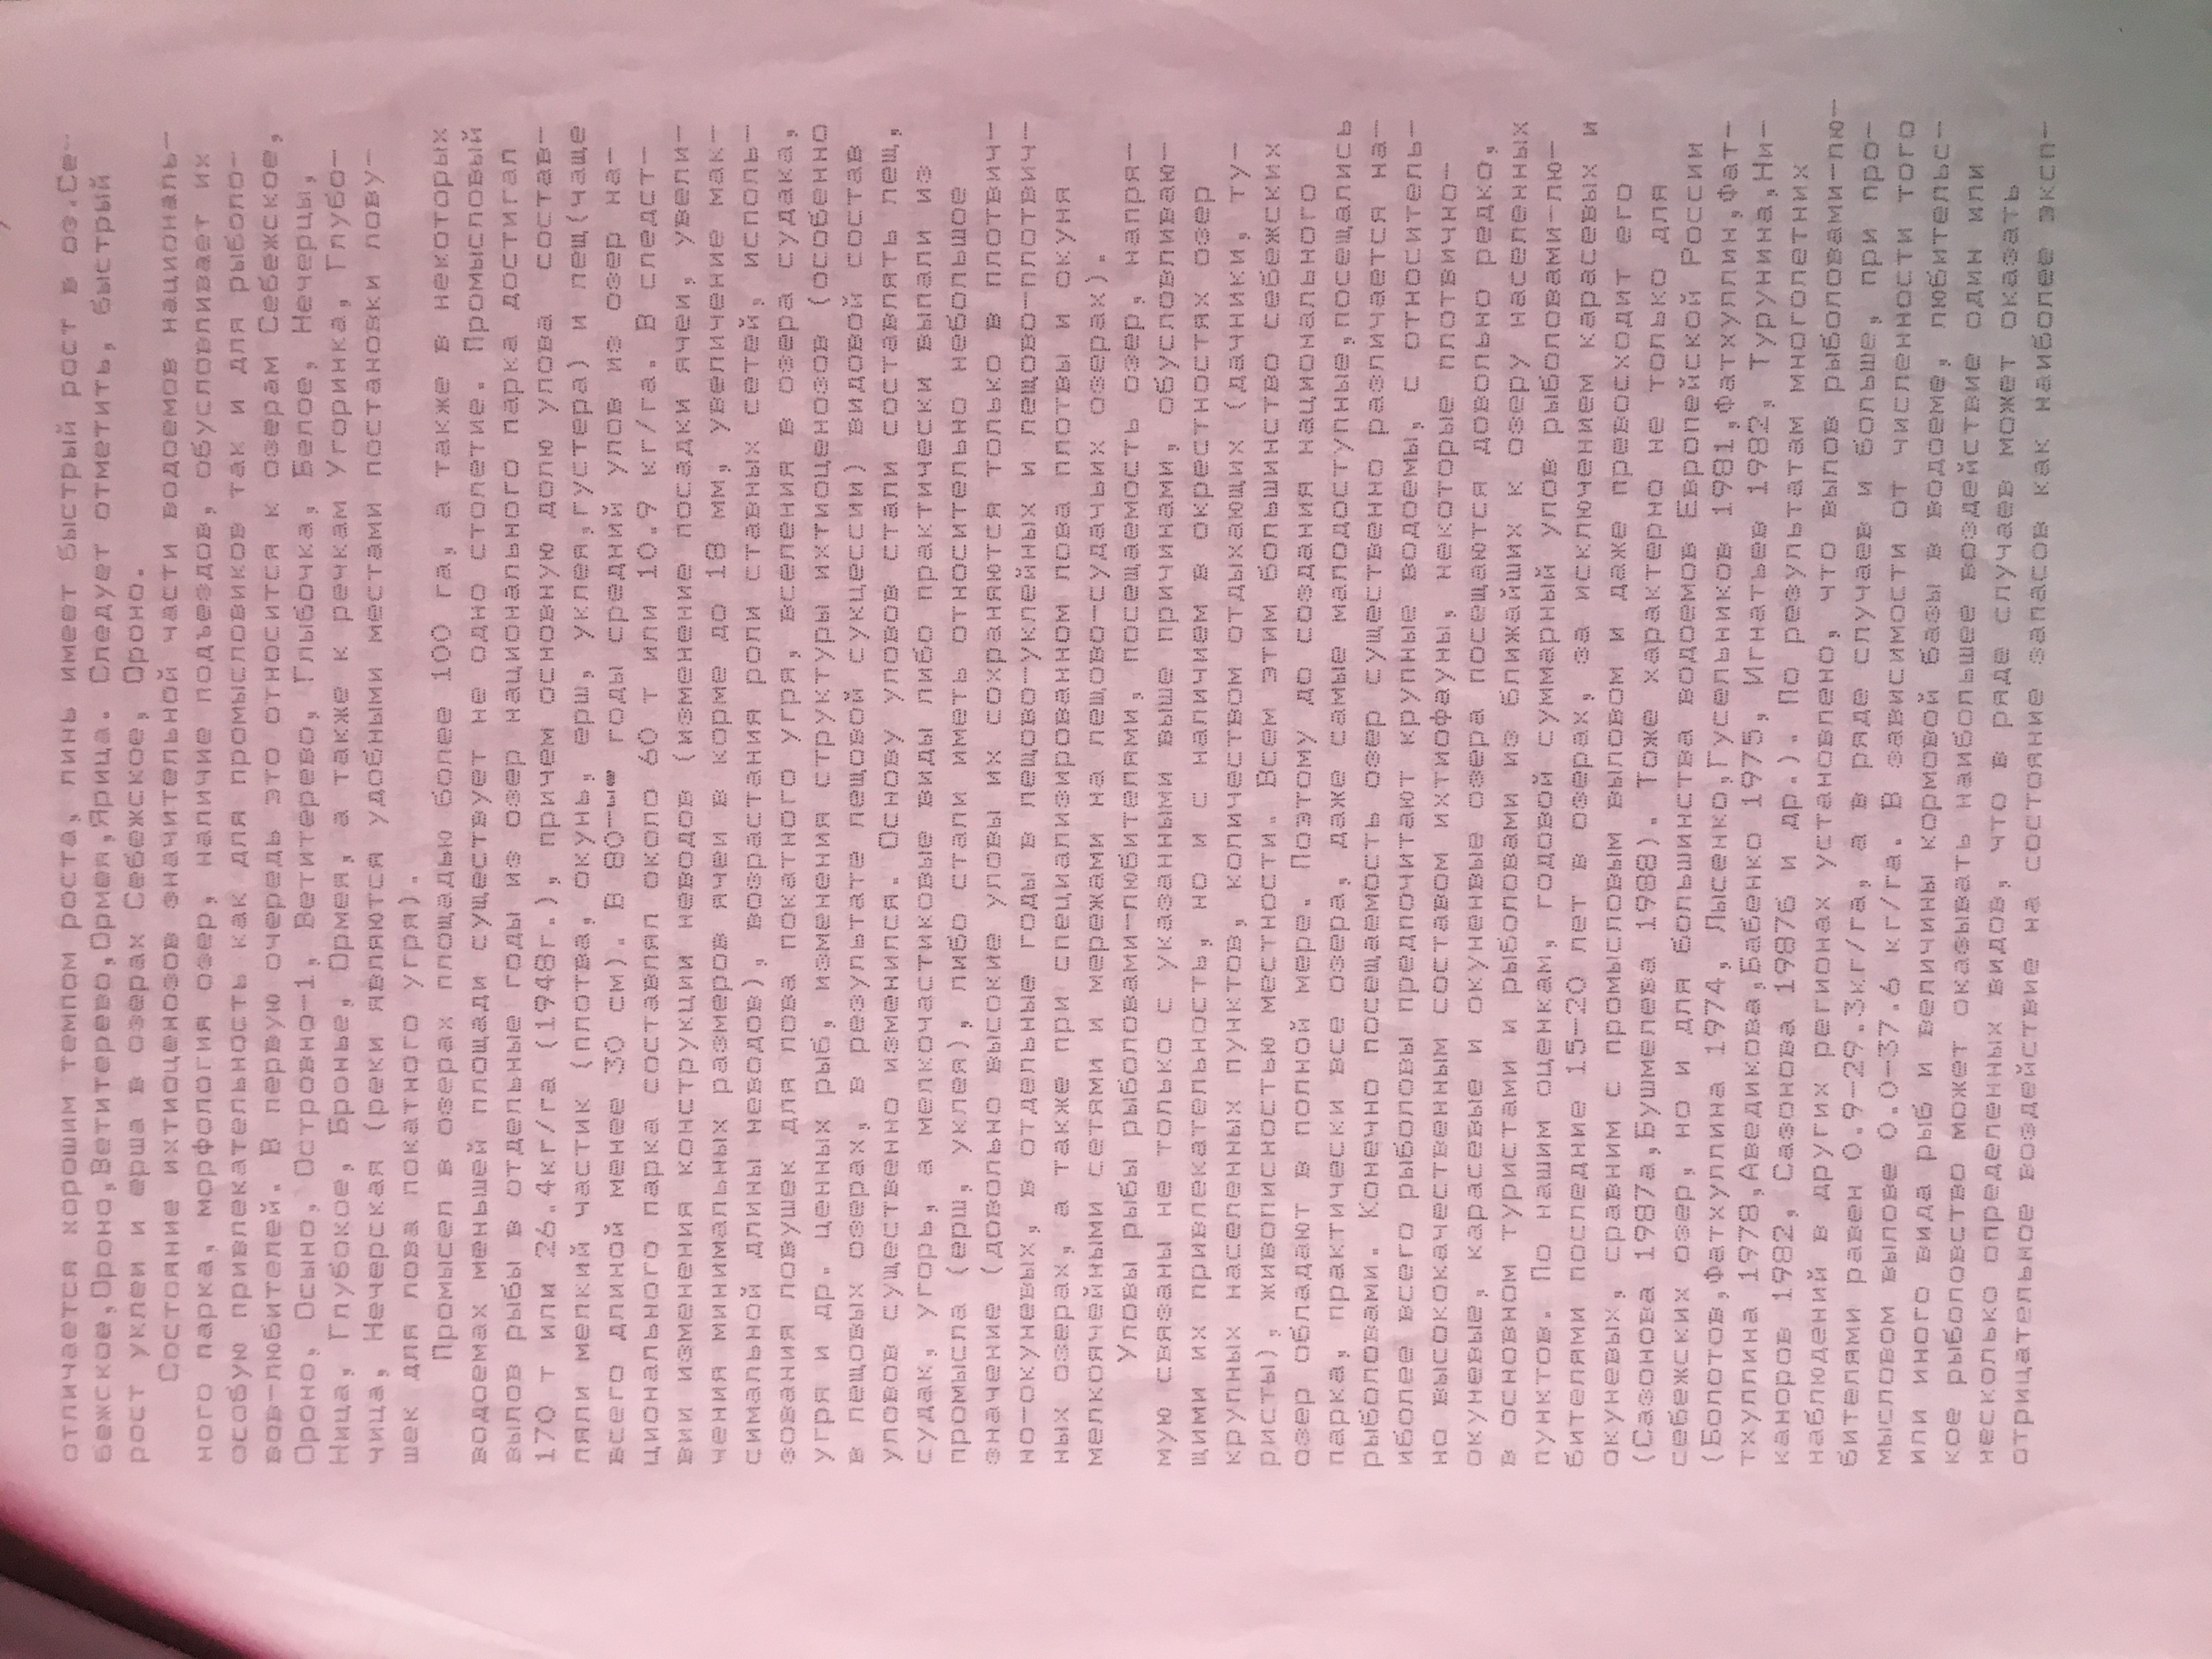 отличается хорошим темпом роста, линь имеет быстрый рост в оз.Се-
бежское,Ороно,Ветитерево,Ормея,Ярица. Следует отметить, быстрый
рост уклеи и ерша в озерах Себежское, Ороно.
Состояние ихтиоценозов значительной части водоемов националь-
ного парка, морфология озер, наличие подъездов, обусловливает их
особую привлекательность как для промысловиков так и для рыболо-
вов-любителей. В первую очередь это относится к озерам Себежское,
Ороно, Осыно, Островно-1, Ветитерево, Глыбочка, Белое, Нечерцы,
Ница, Глубокое, Бронье, Ормея, а также к речкам Угоринка, Глубо-
чица, Нечерская (реки являются удобными местами постановки лову-
шек для лова покатного угря).
Промысел в озерах площадью более 100 га, а также в некоторых
водоемах меньшей площади существует не одно столетие. Промысловый
вылов рыбы в отдельные годы из озер национального парка достигал
170 т или 26.4кг/га (1948г.), причем основную долю улова состав-
ляли мелкий частик (плотва, окунь, ерш, уклея,густера) и лещ(чаще
всего длиной менее 30 см). В 80-ые годы средний улов из озер на-
ционального парка составлял около 60 т или 10.9 кг/га. В следст-
вии изменения конструкции неводов (изменение посадки ячеи, увели-
чения минимальных размеров ячеи в корме до 18 мм, увеличение мак-
симальной длины неводов), возрастания роли ставных сетей, исполь-
зования ловушек для лова покатного угря, вселения в озера судака,
угря и др. ценных рыб, изменения структуры ихтиоценозов (особенно
в лещовых озерах, в результате лещовой сукцессии) видовой состав
уловов существенно изменился. Основу уловов стали составлять лещ,
судак, угорь, а мелкочастиковые виды либо практически выпали из
промысла (ерш, уклея), либо стали иметь относительно небольшое
значение (довольно высокие уловы их сохраняются только в плотвич-
но-окуневых, в отдельные годы в лещово-уклейных и лещово-плотвич-
ных озерах, а также при специализированном лова плотвы и окуня
мелкоячейными сетями и мережами на лещово-судачьих озерах).
Уловы рыбы рыболовами-любителями, посещаемость озер, напря-
мую связаны не только с указанными выше причинами, обусловливаю-
щими их привлекательность, но и с наличием в окрестностях озер
крупных населенных пунктов, количеством отдыхающих (дачники, ту-
ристы), живописностью местности. Всем этим большинство себежских
озер обладают в полной мере. Поэтому до создания национального
парка, практически все озера, даже самые малодоступные,посещались
рыболовами. Конечно посещаемость озер существенно различается на-
иболее всего рыболовы предпочитают крупные водоемы, с относитель-
но высококачественным составом ихтиофауны, некоторые плотвично-
окуневые, карасевые и окуненвые озера посещаются довольно редко,
в основном туристами и рыболовами из ближайших к озеру населенных
пунктов. По нашим оценкам, годовой суммарный улов рыболовами-лю-
бителями последние 15-20 лет в озерах, за исключением карасевых и
окуневых, сравним с промысловым выловом и даже превосходит его
(Сазонова 1987а,Бушмелева 1988). Тоже характерно не только для
себежских озер, но и для большинства водоемов Европейской России
(Болотов,Фатхуллина 1974, Лысенко,Гусельников 1981,Фатхуллин,Фат-
тхуллина 1978,Аведикова,Бабенко 1975, Игнатьев 1982, Турунина,Ни-
каноров 1982, Сазонова 1987б и др.). По результатам многолетних
наблюдений в других регионах установлено, что вылов рыболовами-лю-
бителями равен 0.9-29.3кг/га, а в ряде случаев и больше, при про-
мысловом вылове 0.0-37.6 кг/га. В зависимости от численности того
или иного вида рыб и величины кормовой базы в водоеме, любительс-
кое рыболовство может оказывать наибольшее воздействие один или
несколько определенных видов, что в ряде случаев может оказать
отрицательное воздействие на состояние запасов как наиболее эксп-